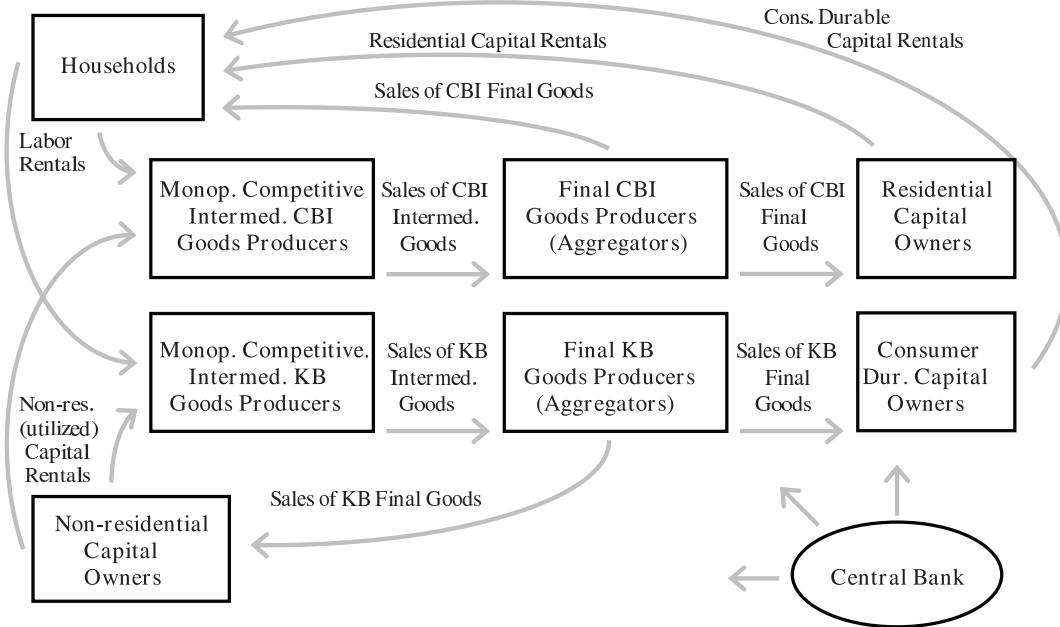 Cons. Durable
Capital Rentals
Residential Capital Rentals
Households
Sales of CBI Final Goods
Labor
Rentals
Monop. Competitive
Intermed. CBI
Goods Producers
Sales of CBI
Intermed.
Goods
Final CBI
Goods Producers
(Aggregators)
Sales of CBI
Final
Goods
Residential
Capital
Owners
Monop. Competitive.
Intermed. KB
Goods Producers
Sales of KB
Intermed.
Goods
Final KB
Goods Producers
(Aggregators)
Sales of KB
Final
Goods
Consumer
Dur. Capital
Owners
Non-res.
(utilized)
Capital
Rentals
Sales of KB Final Goods
Non-residential
Capital
Owners
Central Bank